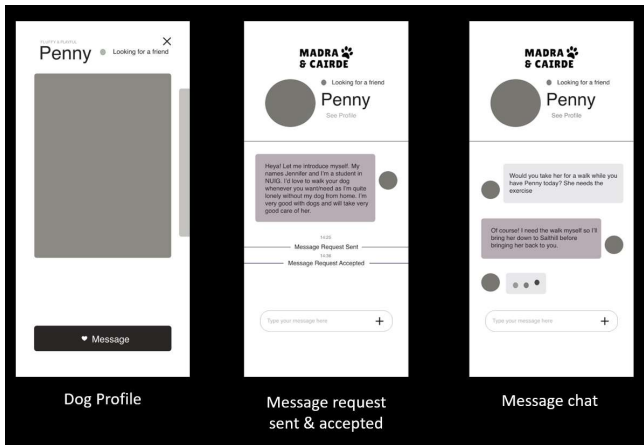 Penny
Looking for a friend
Message
Dog Profile
MADRA
& CAIRDE
Looking for a friend
Penny
See Profile
Heya! Let me introduce myself. My
names Jennifer and I'm a student in
NUIG. I'd love to walk your dog
whenever you want/need as I'm quite
lonely without my dog from home. I'm
very good with dogs and will take very
good care of her.
Message Request Sent
Message Request Accepted
Type your message here
Message request
sent & accepted
MADRA
& CAIRDE
Looking for a friend
Penny
See Profile
Would you take her for a walk while you
have Penny today? She needs the
exercise
Of course! I need the walk myself so I'll
bring her down to Salthill before
bringing her back to you.
Type your message here
Message chat